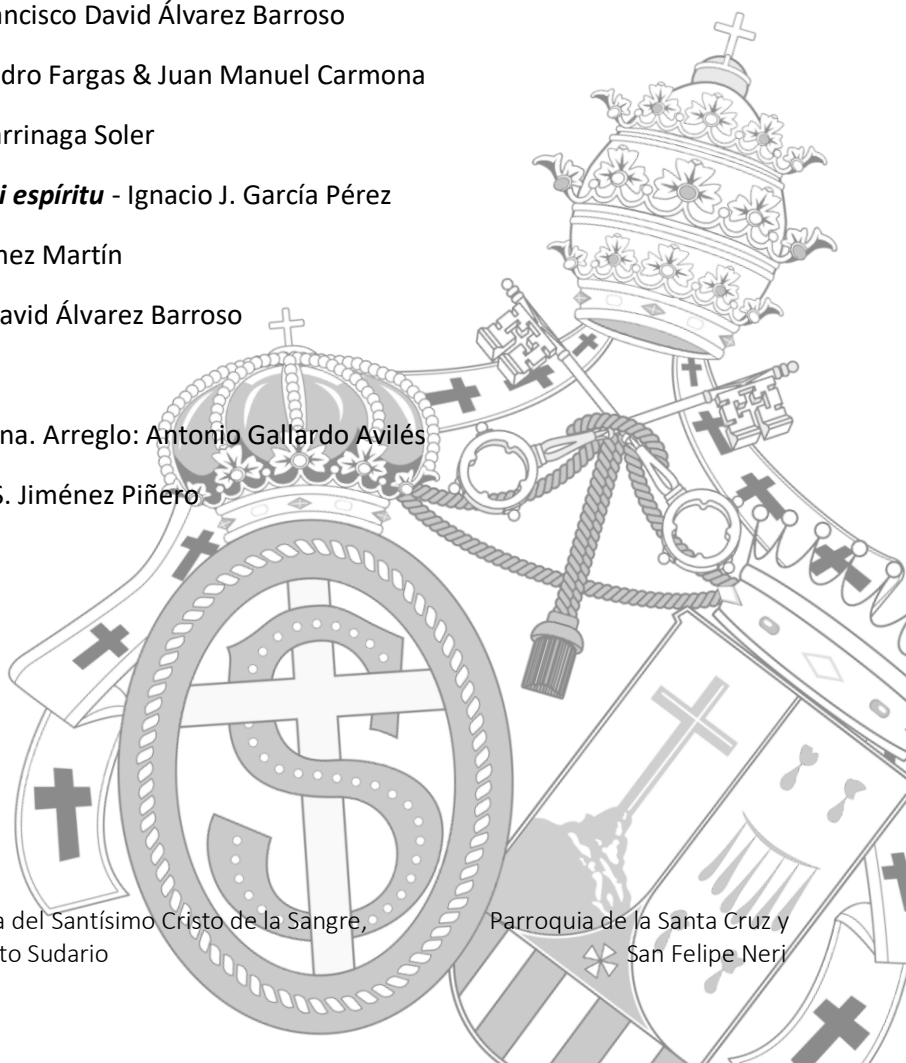 ncisco David Álvarez Barroso
dro Fargas & Juan Manuel Carmona
rrinaga Soler
i espíritu - Ignacio J. García Pérez
nez Martín
avid Álvarez Barroso
na. Arreglo: Antonio Gallardo Avilés
S. Jiménez Piñero
S
a del Santísimo Cristo de la Sangre,
to Sudario
Parroquia de la Santa Cruz y
San Felipe Neri